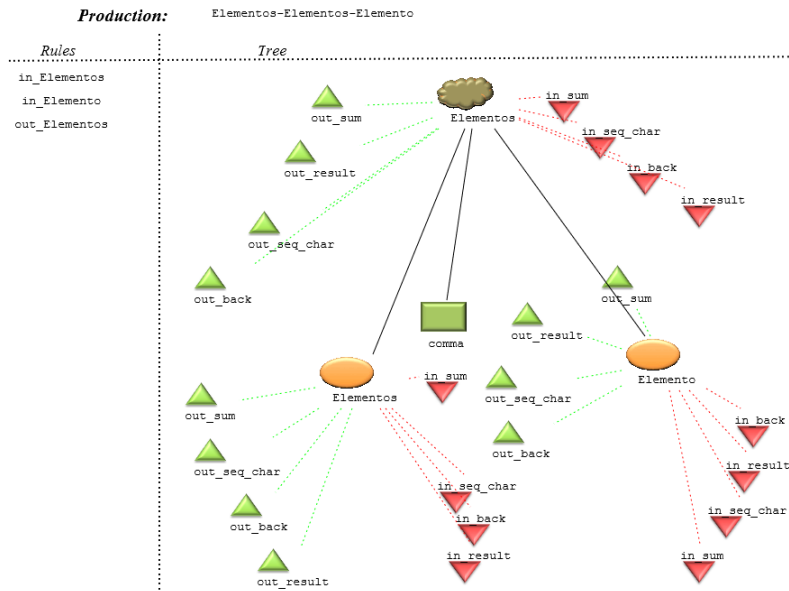 Production: Elementos-Elementos-Elemento
Rules Tree
in_Elementos
in_Elemento
out_Elementos
Elementos
out_sum
out_result
out_seq_char
out_back
in_sum
in_seq_char
in_back
in_result
comma
Elementos
out_sum
out_seq_char
out_back
out_result
in_sum
in_seq_char
in_back
in_result
Elemento
out_sum
out_result
out_seq_char
out_back
in_back
in_result
in_seq_char
in_sum